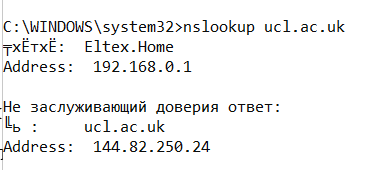 C:\WINDOWS\system32>nslookup ucl.ac.uk
╤хЁтхЁ:  Eltex.Home
Address:  192.168.0.1
Не заслуживающий доверия ответ:
╚ь :     ucl.ac.uk
Address:  144.82.250.24